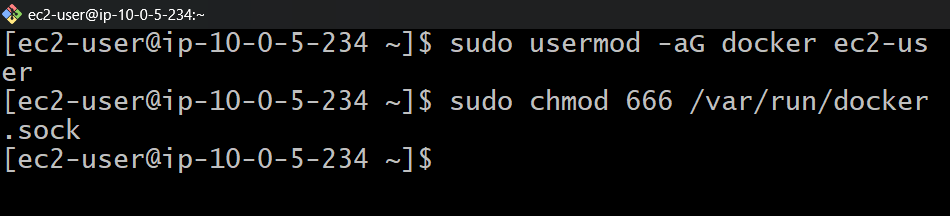 ec2-user@ip-10-0-5-234:~
[ec2-user@ip-10-0-5-234 ~]$ sudo usermod -aG docker ec2-us
er
[ec2-user@ip-10-0-5-234 ~]$ sudo chmod 666 /var/run/docker
.sock
[ec2-user@ip-10-0-5-234 ~]$